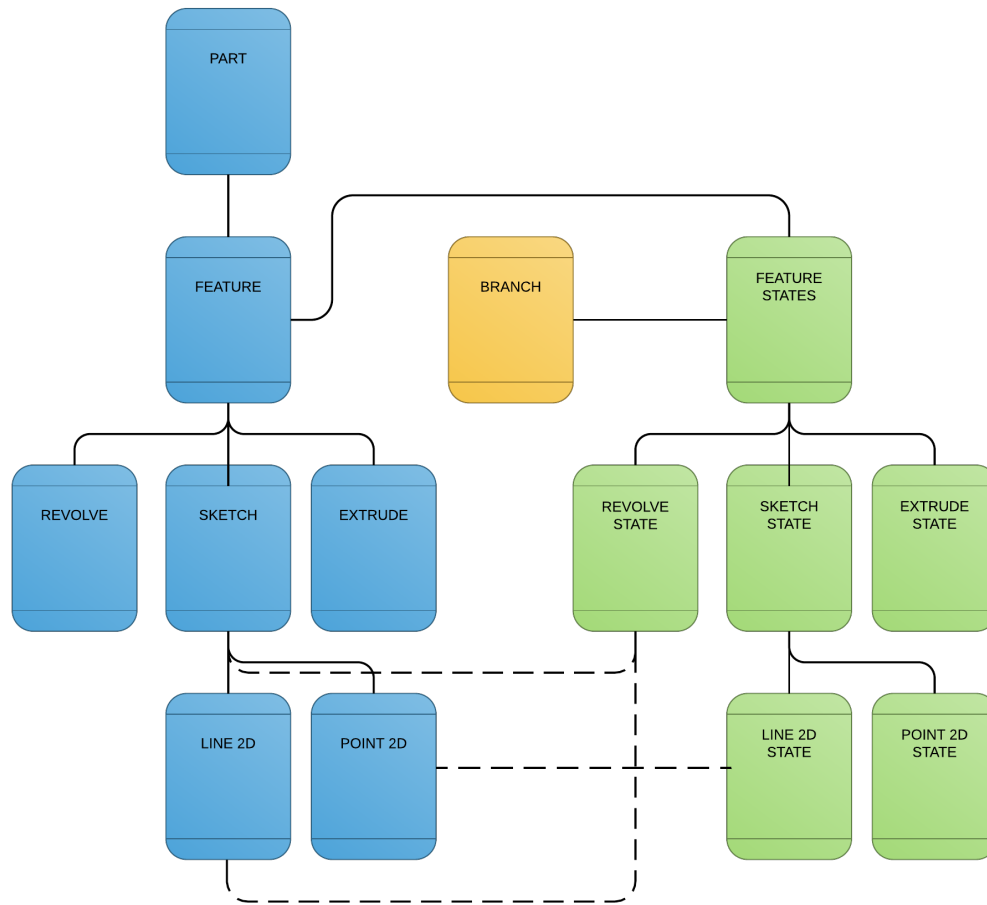 PART
FEATURE
BRANCH
FEATURE
STATES
REVOLVE
SKETCH
EXTRUDE
REVOLVE
STATE
SKETCH
STATE
EXTRUDE
STATE
LINE 2D
POINT 2D
LINE 2D
STATE
POINT 2D
STATE